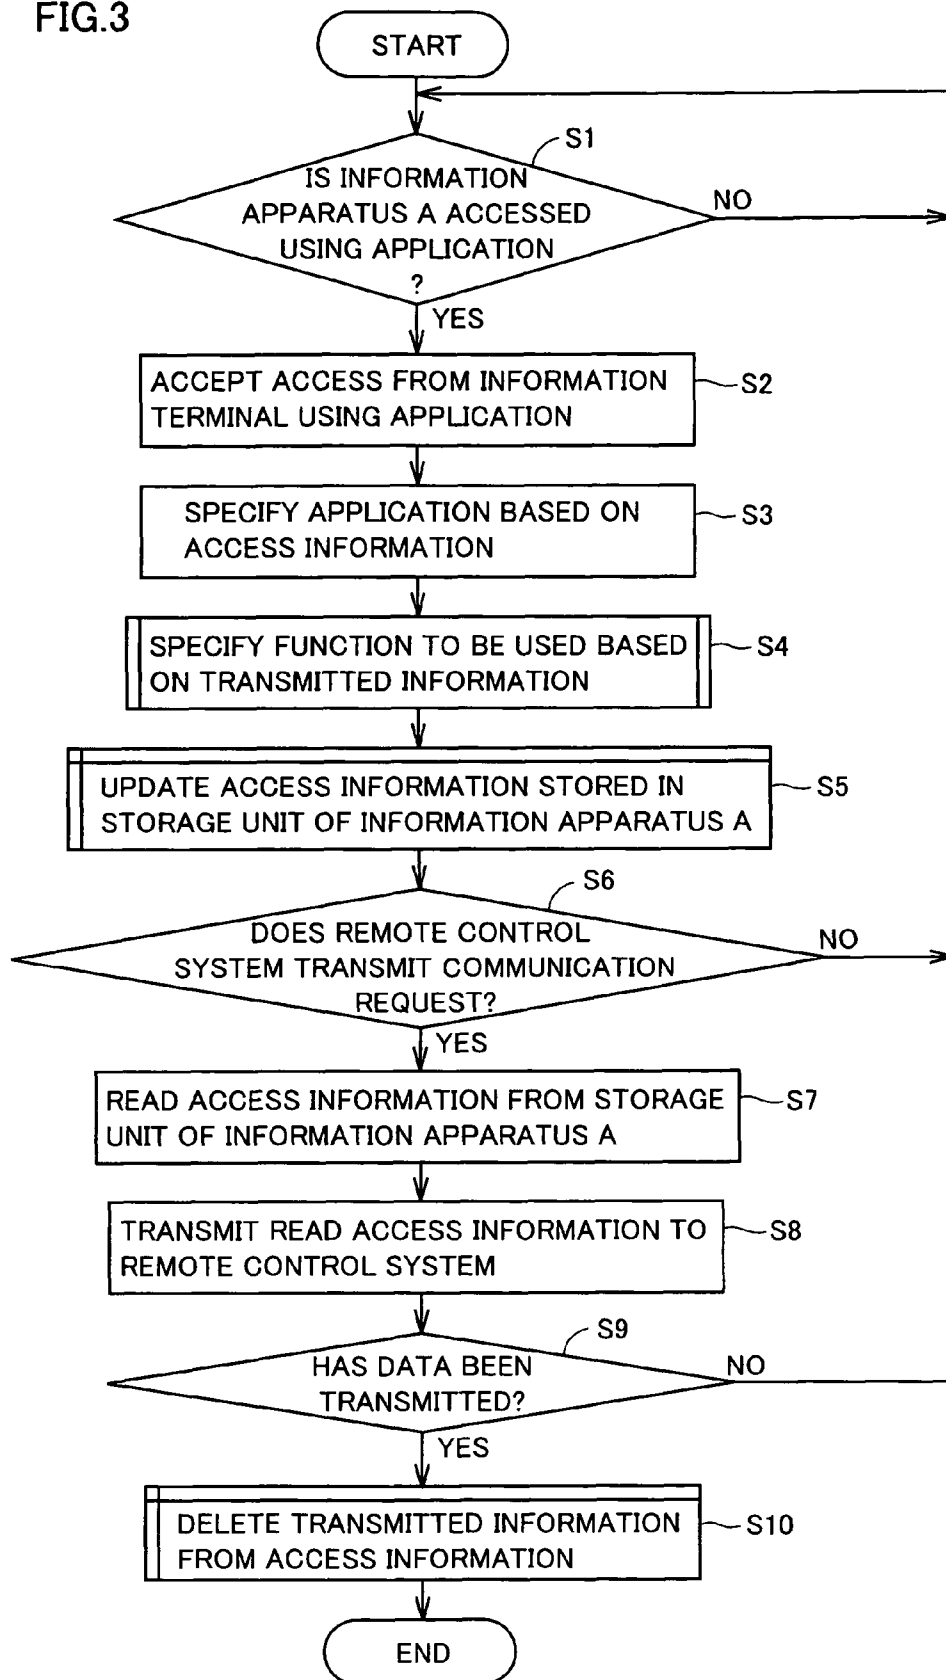 FIG.3
START
S1
IS INFORMATION
APPARATUS A ACCESSED
USING APPLICATION
?
NO
YES
ACCEPT ACCESS FROM INFORMATION
TERMINAL USING APPLICATION
S2
SPECIFY APPLICATION BASED ON
ACCESS INFORMATION
S3
SPECIFY FUNCTION TO BE USED BASED
ON TRANSMITTED INFORMATION
S4
UPDATE ACCESS INFORMATION STORED IN
STORAGE UNIT OF INFORMATION APPARATUS A
S5
S6
DOES REMOTE CONTROL
SYSTEM TRANSMIT COMMUNICATION
REQUEST?
NO
YES
READ ACCESS INFORMATION FROM STORAGE
UNIT OF INFORMATION APPARATUS A
S7
TRANSMIT READ ACCESS INFORMATION TO
REMOTE CONTROL SYSTEM
S8
S9
HAS DATA BEEN
TRANSMITTED?
NO
YES
DELETE TRANSMITTED INFORMATION
FROM ACCESS INFORMATION
S10
END